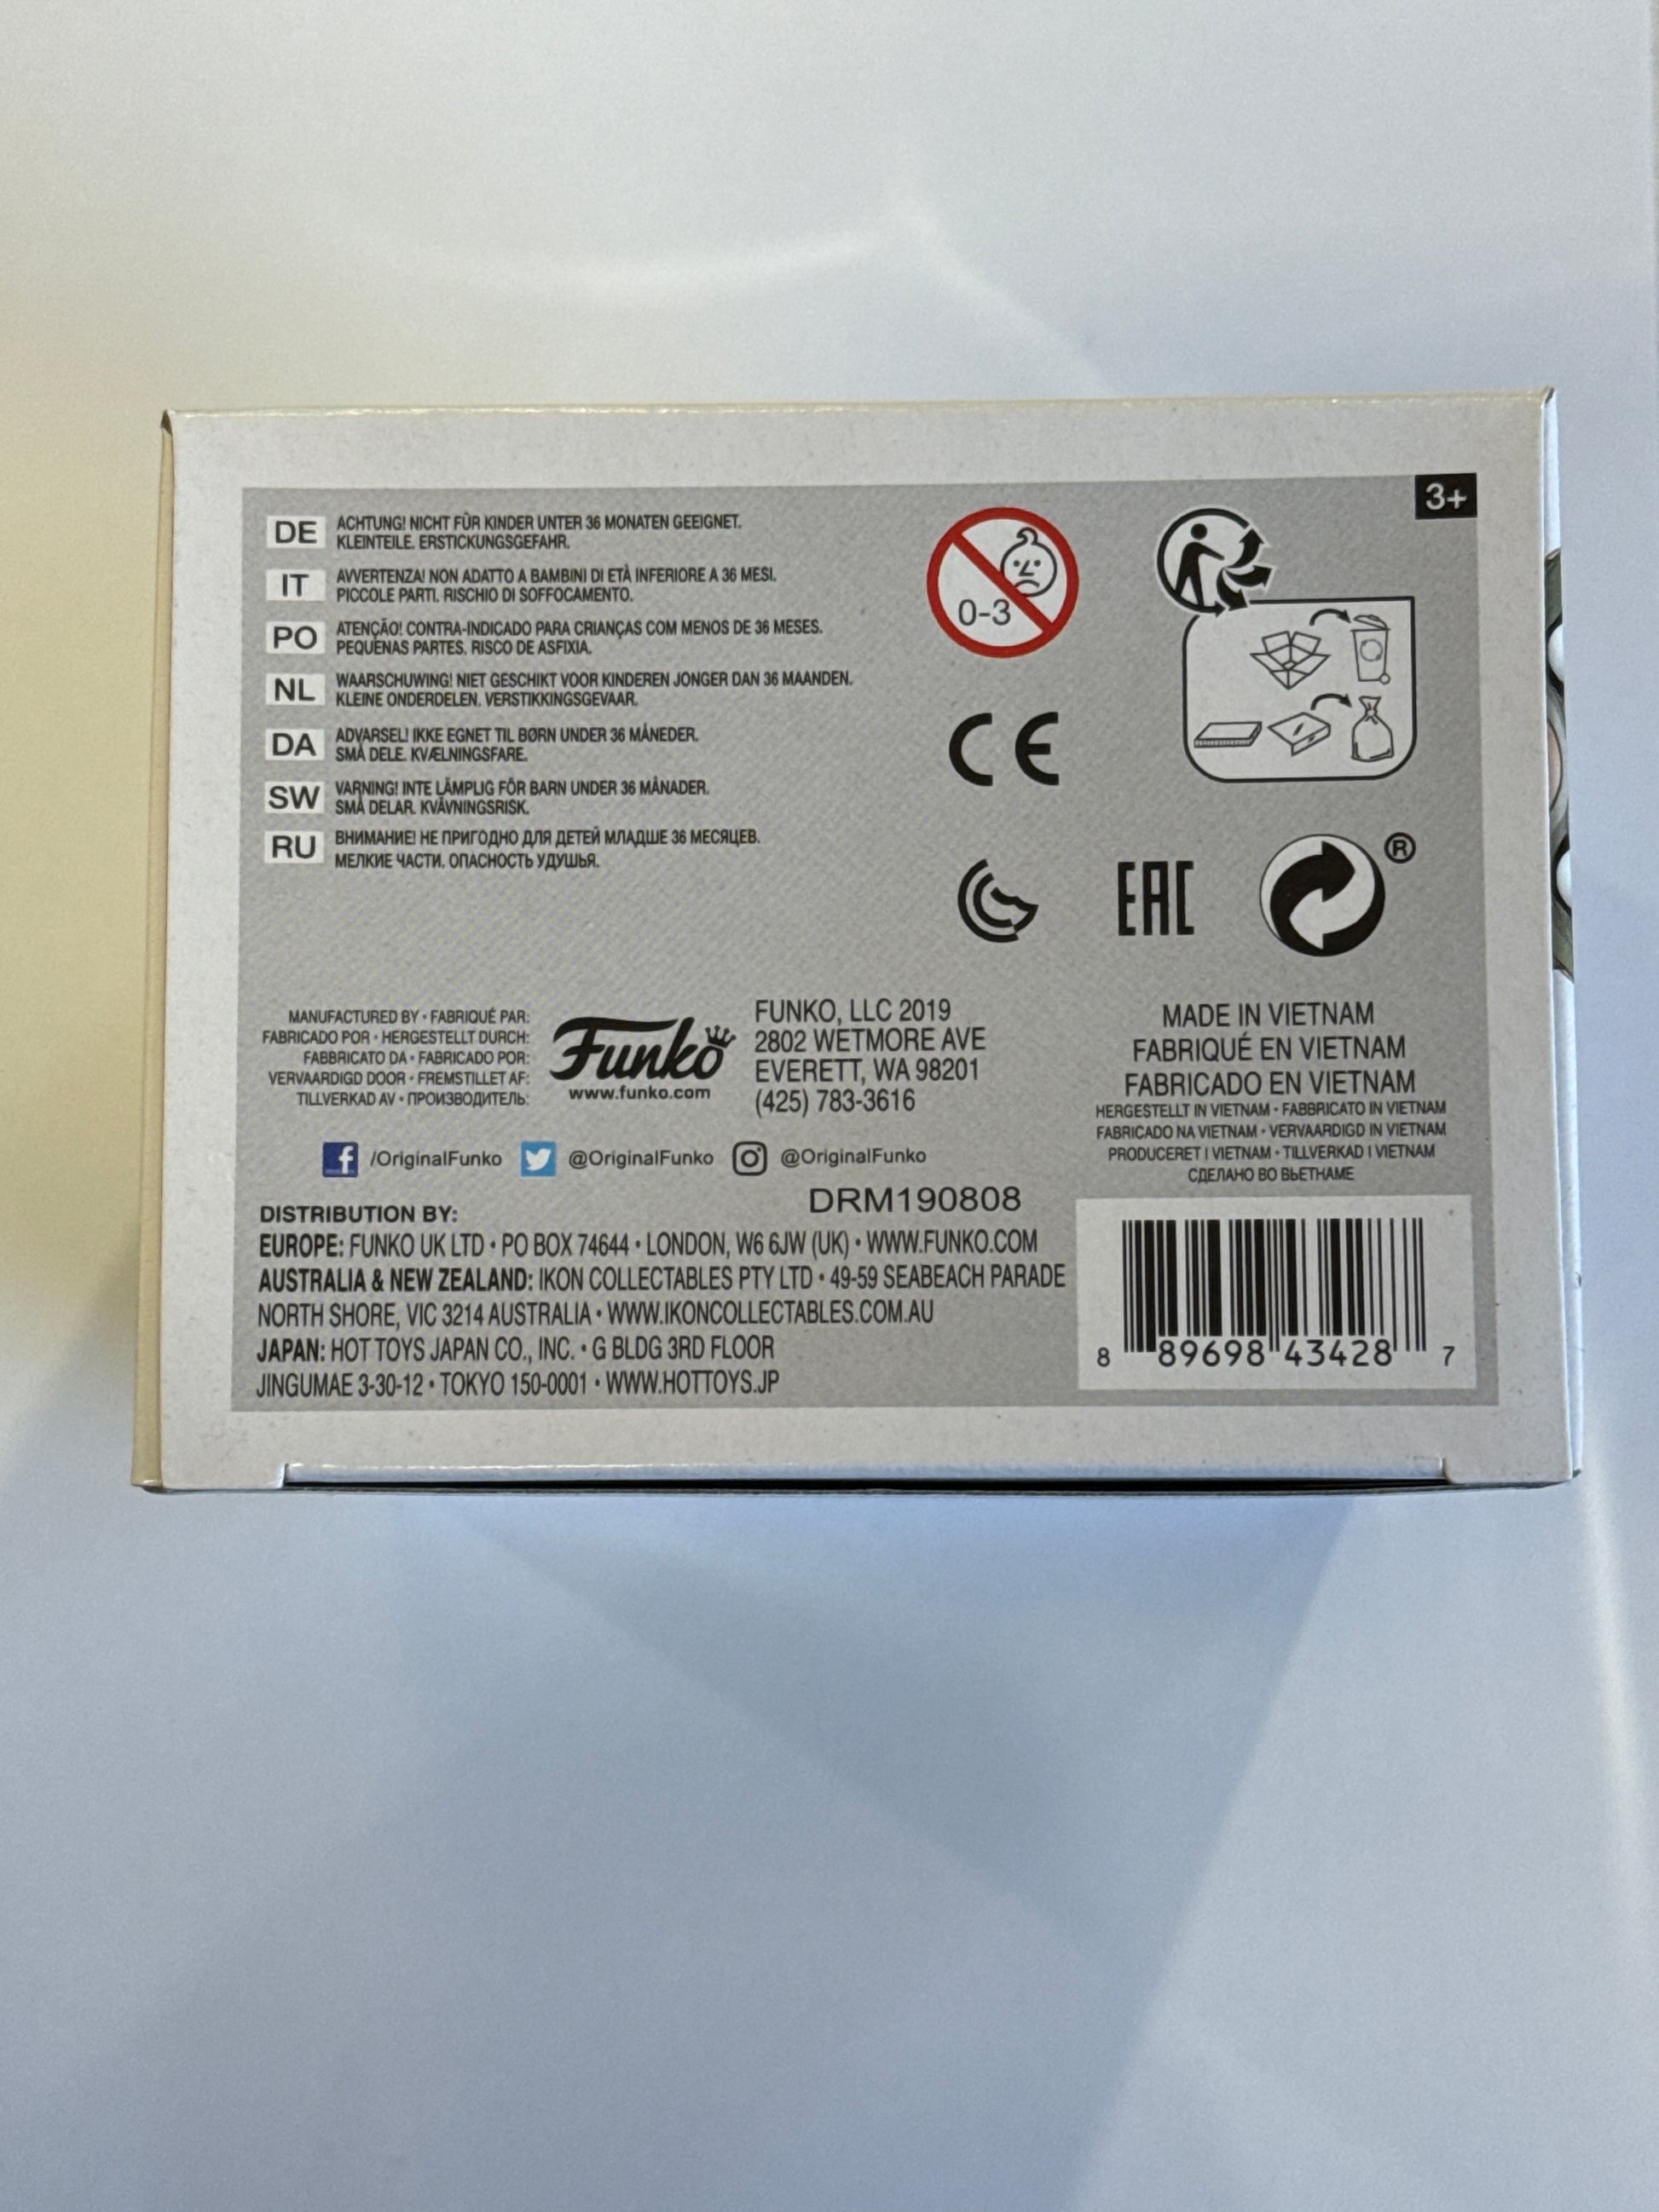 3+
DE ACHTUNG! NICHT FÜR KINDER UNTER 36 MONATEN GEEIGNET.
KLEINTEILE. ERSTICKUNGSGEFAHR.
IT AVVERTENZA! NON ADATTO A BAMBINI DI ETÀ INFERIORE A 36 MESI.
PICCOLE PARTI. RISCHIO DI SOFFOCAMENTO.
PO ATENÇÃO! CONTRA-INDICADO PARA CRIANÇAS COM MENOS DE 36 MESES.
PEQUENAS PARTES. RISCO DE ASFIXIA.
NL WAARSCHUWING! NIET GESCHIKT VOOR KINDEREN JONGER DAN 36 MAANDEN.
KLEINE ONDERDELEN. VERSTIKKINGSGEVAAR.
DA ADVARSEL! IKKE EGNET TIL BØRN UNDER 36 MÅNEDER.
SMÅ DELE. KVÆLNINGSFARE.
SW VARNING! INTE LÄMPLIG FÖR BARN UNDER 36 MÅNADER.
SMÅ DELAR. KVÄVNINGSRISK.
RU ВНИМАНИЕ! НЕ ПРИГОДНО ДЛЯ ДЕТЕЙ МЛАДШЕ 36 МЕСЯЦЕВ.
МЕЛКИЕ ЧАСТИ. ОПАСНОСТЬ УДУШЬЯ.
0-3
CE
EAC
®
MANUFACTURED BY • FABRIQUÉ PAR:
FABRICADO POR • HERGESTELLT DURCH:
FABBRICATO DA • FABRICADO POR:
VERVAARDIGD DOOR • FREMSTILLET AF:
TILLVERKAD AV • ПРОИЗВОДИТЕЛЬ:
Funko
www.funko.com
FUNKO, LLC 2019
2802 WETMORE AVE
EVERETT, WA 98201
(425) 783-3616
MADE IN VIETNAM
FABRIQUÉ EN VIETNAM
FABRICADO EN VIETNAM
HERGESTELLT IN VIETNAM • FABBRICATO IN VIETNAM
FABRICADO NA VIETNAM • VERVAARDIGD IN VIETNAM
PRODUCERET I VIETNAM • TILLVERKAD I VIETNAM
СДЕЛАНО ВО ВЬЕТНАМЕ
f /OriginalFunko @OriginalFunko @OriginalFunko
DRM190808
DISTRIBUTION BY:
EUROPE: FUNKO UK LTD • PO BOX 74644 • LONDON, W6 6JW (UK) • WWW.FUNKO.COM
AUSTRALIA & NEW ZEALAND: IKON COLLECTABLES PTY LTD • 49-59 SEABEACH PARADE
NORTH SHORE, VIC 3214 AUSTRALIA • WWW.IKONCOLLECTABLES.COM.AU
JAPAN: HOT TOYS JAPAN CO., INC. • G BLDG 3RD FLOOR
JINGUMAE 3-30-12 • TOKYO 150-0001 • WWW.HOTTOYS.JP
8 89698 43428 7